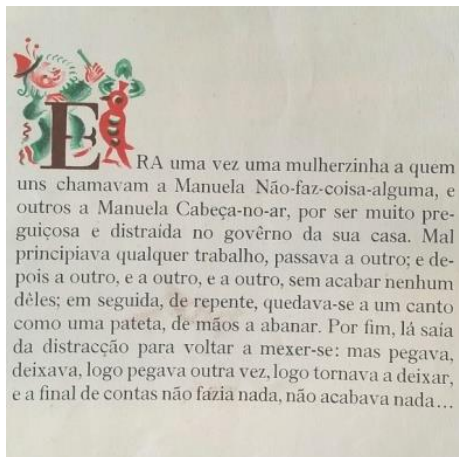 ERA uma vez uma mulherzinha a quem
uns chamavam a Manuela Não-faz-coisa-alguma, e
outros a Manuela Cabeça-no-ar, por ser muito pre-
guiçosa e distraída no govêrno da sua casa. Mal
principiava qualquer trabalho, passava a outro; e de-
pois a outro, e a outro, e a outro, sem acabar nenhum
dêles; em seguida, de repente, quedava-se a um canto
como uma pateta, de mãos a abanar. Por fim, lá saía
da distracção para voltar a mexer-se: mas pegava,
deixava, logo pegava outra vez, logo tornava a deixar,
e a final de contas não fazia nada, não acabava nada...